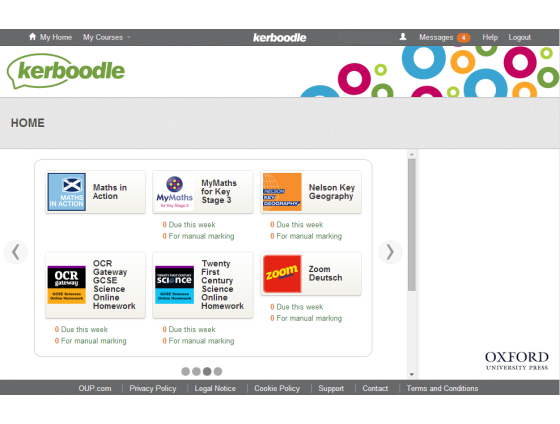 My Home My Courses kerboodle Messages 4 Help Logout
kerboodle
HOME
MATHS
IN ACTION
Maths in
Action
MyMaths
for Key Stage 3
MyMaths
for Key
Stage 3
0 Due this week
0 For manual marking
NELSON
KEY
GEOGRAPHY
Nelson Key
Geography
0 Due this week
0 For manual marking
OCR
gateway
GCSE Sciences
Online Homework
OCR
Gateway
GCSE
Science
Online
Homework
0 Due this week
0 For manual marking
TWENTY FIRST CENTURY
science
GCSE Sciences
Online Homework
Twenty
First
Century
Science
Online
Homework
0 Due this week
0 For manual marking
zoom
Zoom
Deutsch
0 Due this week
0 For manual marking
OXFORD
UNIVERSITY PRESS
OUP.com Privacy Policy Legal Notice Cookie Policy Support Contact Terms and Conditions